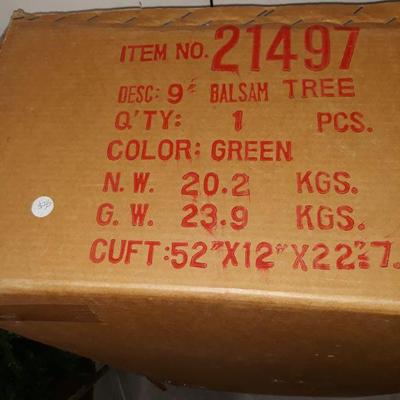 ITEM NO. 21497
DESC: 9' BALSAM TREE
Q'TY: 1 PCS.
COLOR: GREEN
N.W. 20.2 KGS.
G.W. 23.9 KGS.
CUFT: 52"X12"X22